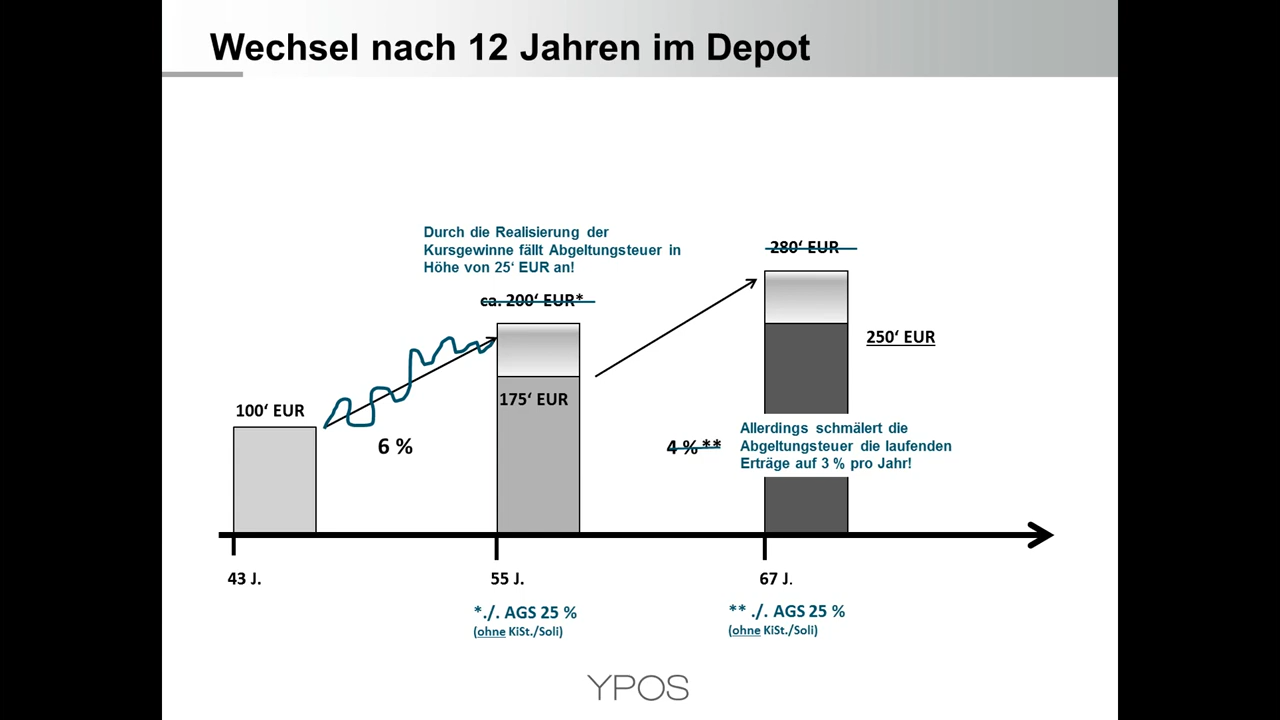 Wechsel nach 12 Jahren im Depot
Durch die Realisierung der
Kursgewinne fällt Abgeltungsteuer in
Höhe von 25‘ EUR an!
280‘ EUR
ca. 200‘ EUR*
250‘ EUR
175‘ EUR
100‘ EUR
6 %
4 % **
Allerdings schmälert die
Abgeltungsteuer die laufenden
Erträge auf 3 % pro Jahr!
43 J.
55 J.
67 J.
*./. AGS 25 %
(ohne KiSt./Soli)
** ./. AGS 25 %
(ohne KiSt./Soli)
YPOS